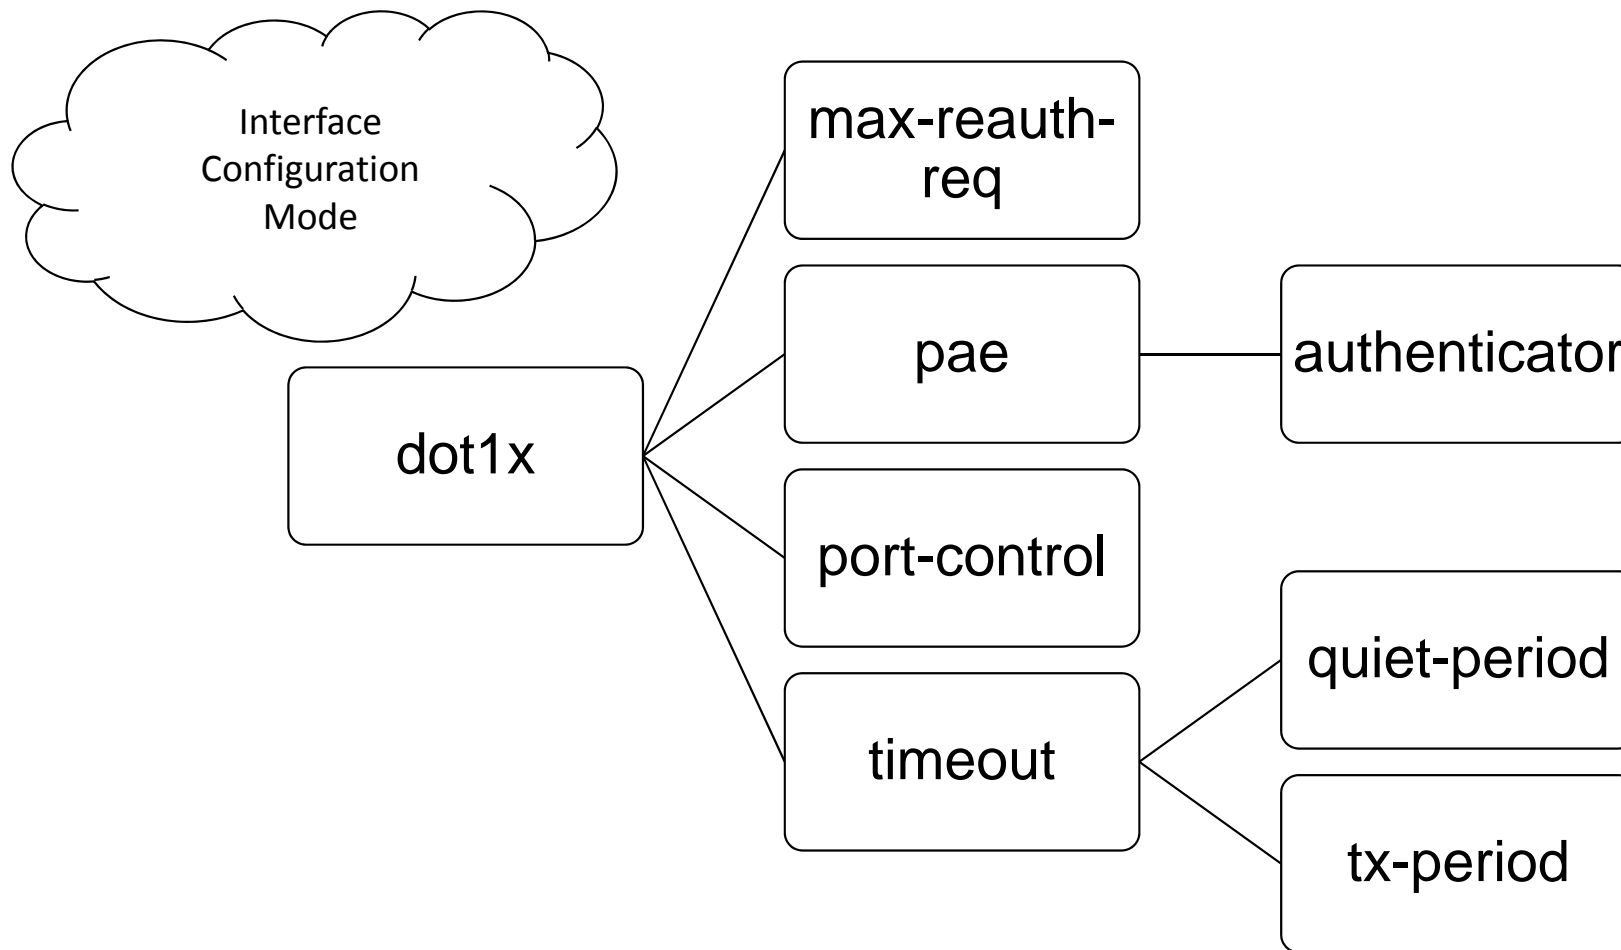 Interface
Configuration
Mode
max-reauth-
req
pae
authenticator
dot1x
port-control
quiet-period
timeout
tx-period